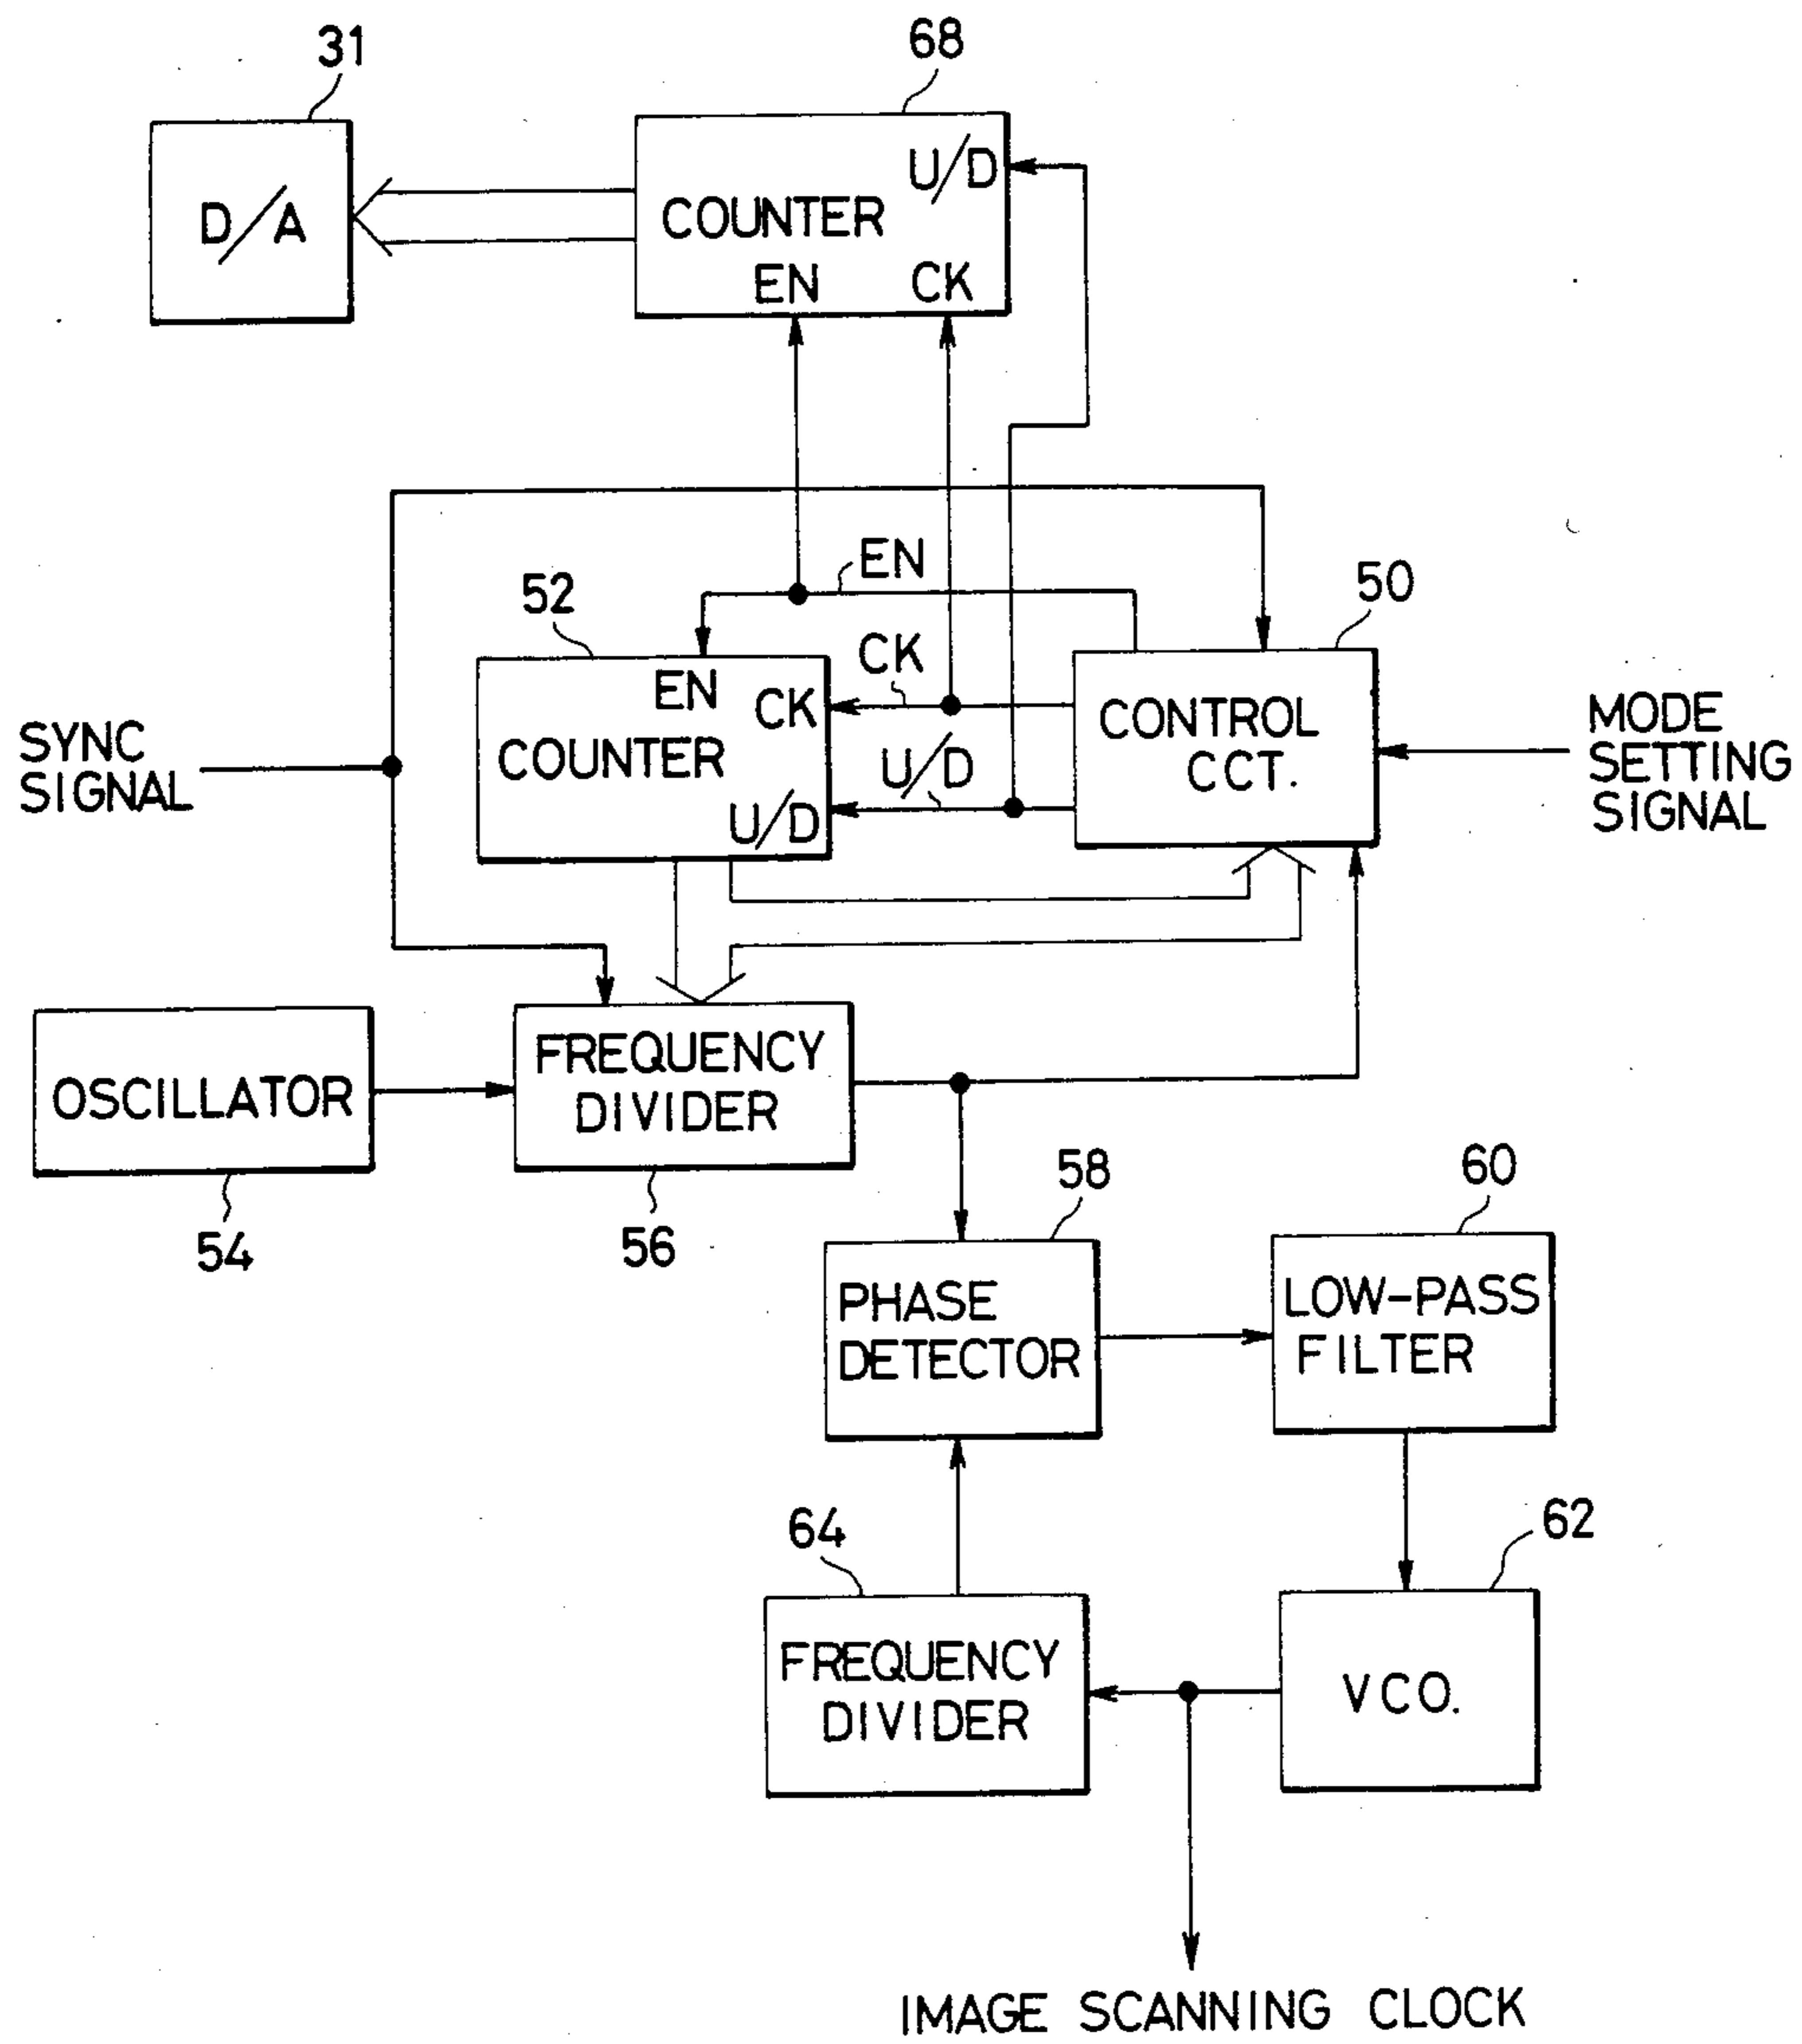 31
68
D/A
COUNTER
U/D
EN
CK
EN
52
50
CK
EN
CK
COUNTER
U/D
U/D
CONTROL
CCT.
SYNC
SIGNAL
MODE
SETTING
SIGNAL
OSCILLATOR
54
FREQUENCY
DIVIDER
56
58
60
PHASE
DETECTOR
LOW-PASS
FILTER
64
62
FREQUENCY
DIVIDER
VCO.
IMAGE SCANNING CLOCK